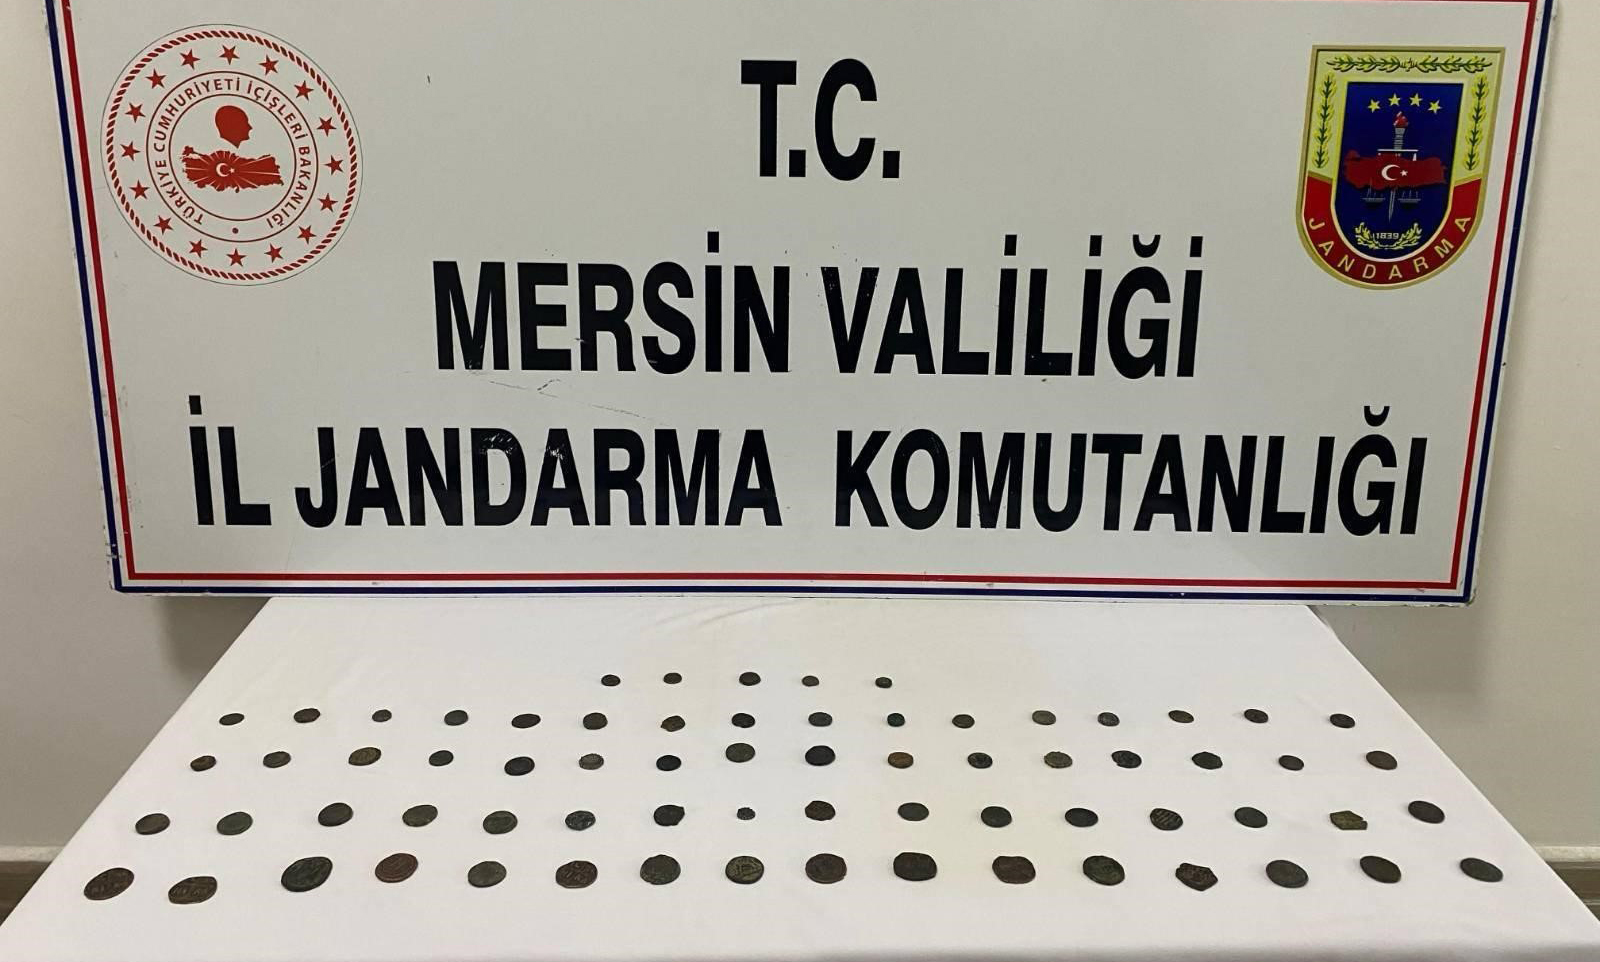 TÜRKİYE CUMHURİYETİ İÇİŞLERİ BAKANLIĞI
T.C.
MERSİN VALİLİĞİ
İL JANDARMA KOMUTANLIĞI
1839
JANDARMA